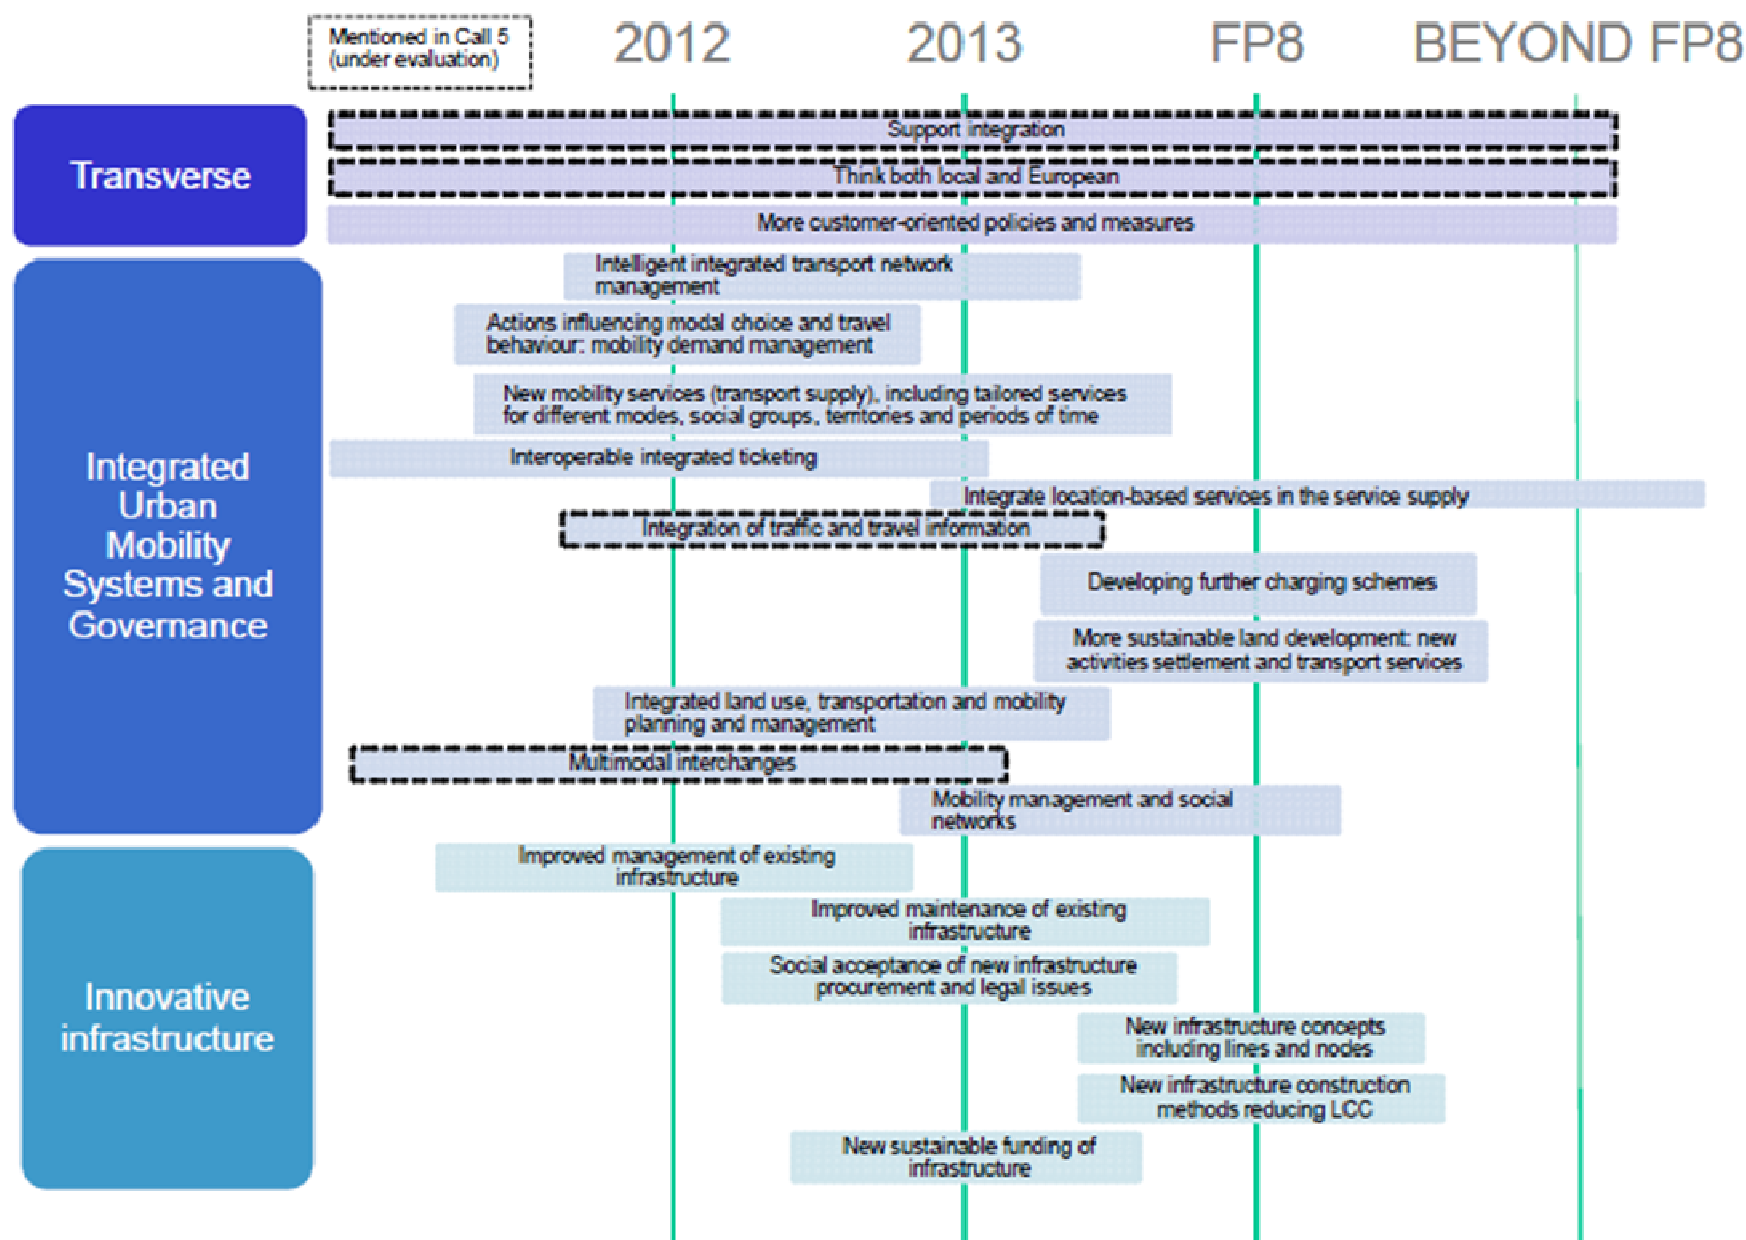 Mentioned in Call 5
(under evaluation)
2012
2013
FP8
BEYOND FP8
Transverse
Support integration
Think both local and European
More customer-oriented policies and measures
Integrated
Urban
Mobility
Systems and
Governance
Intelligent integrated transport network
management
Actions influencing modal choice and travel
behaviour: mobility demand management
New mobility services (transport supply), including tailored services
for different modes, social groups, territories and periods of time
Interoperable integrated ticketing
Integrate location-based services in the service supply
Integration of traffic and travel information
Developing further charging schemes
More sustainable land development: new
activities settlement and transport services
Integrated land use, transportation and mobility
planning and management
Multimodal interchanges
Mobility management and social
networks
Innovative
infrastructure
Improved management of existing
infrastructure
Improved maintenance of existing
infrastructure
Social acceptance of new infrastructure
procurement and legal issues
New infrastructure concepts
including lines and nodes
New infrastructure construction
methods reducing LCC
New sustainable funding of
infrastructure